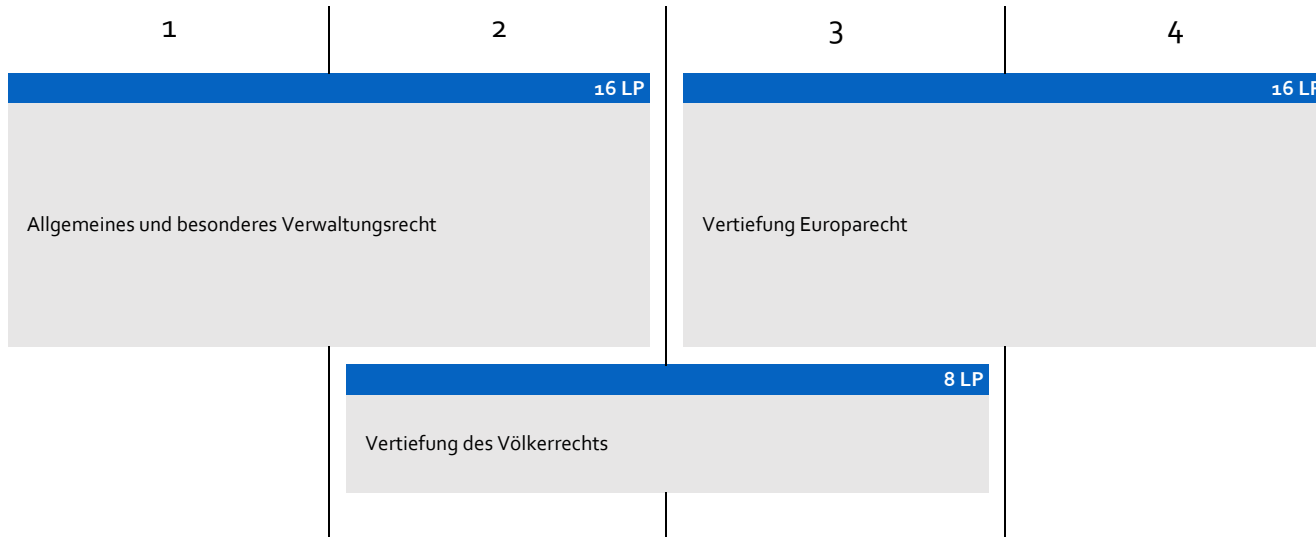 1 2 3 4
16 LP 16 LP
Allgemeines und besonderes Verwaltungsrecht Vertiefung Europarecht
8 LP
Vertiefung des Völkerrechts